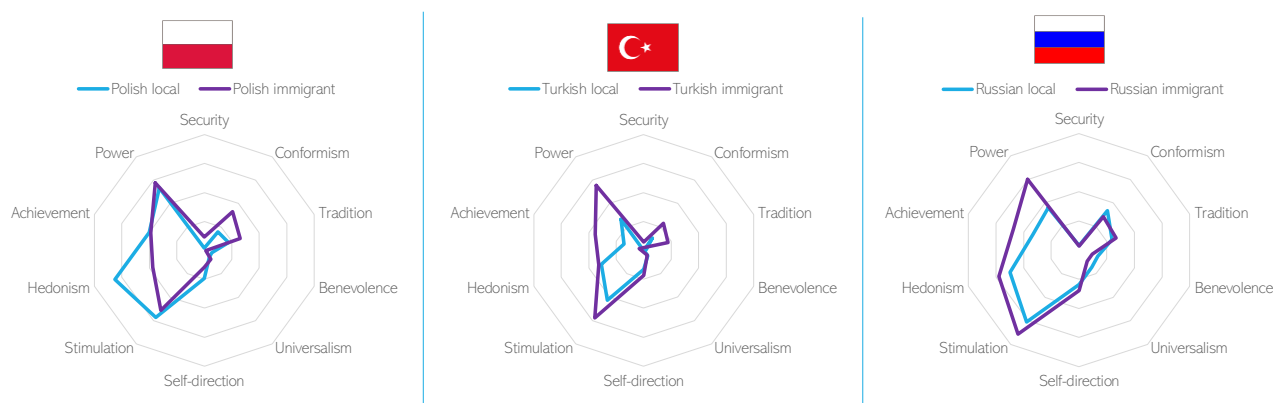 Polish local
Polish immigrant
Security
Conformism
Tradition
Benevolence
Universalism
Self-direction
Stimulation
Hedonism
Achievement
Power
Turkish local
Turkish immigrant
Security
Conformism
Tradition
Benevolence
Universalism
Self-direction
Stimulation
Hedonism
Achievement
Power
Russian local
Russian immigrant
Security
Conformism
Tradition
Benevolence
Universalism
Self-direction
Stimulation
Hedonism
Achievement
Power